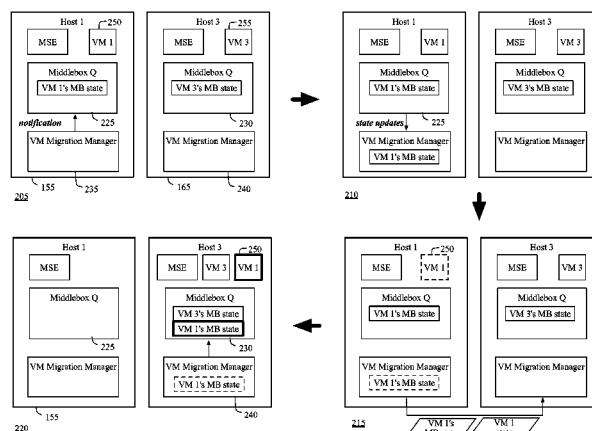 Host 1
250
MSE
VM 1
Middlebox Q
VM 1's MB state
notification
225
VM Migration Manager
155
235
205
Host 3
255
MSE
VM 3
Middlebox Q
VM 3's MB state
230
VM Migration Manager
165
240
Host 1
MSE
VM 1
Middlebox Q
VM 1's MB state
state updates
225
VM Migration Manager
VM 1's MB state
210
Host 3
MSE
VM 3
Middlebox Q
VM 3's MB state
VM Migration Manager
Host 1
MSE
Middlebox Q
225
VM Migration Manager
155
220
Host 3
250
MSE
VM 3
VM 1
Middlebox Q
VM 3's MB state
VM 1's MB state
230
VM Migration Manager
VM 1's MB state
240
Host 1
250
MSE
VM 1
Middlebox Q
VM 1's MB state
VM Migration Manager
VM 1's MB state
215
Host 3
MSE
VM 3
Middlebox Q
VM 3's MB state
VM Migration Manager
VM 1's
VM 1